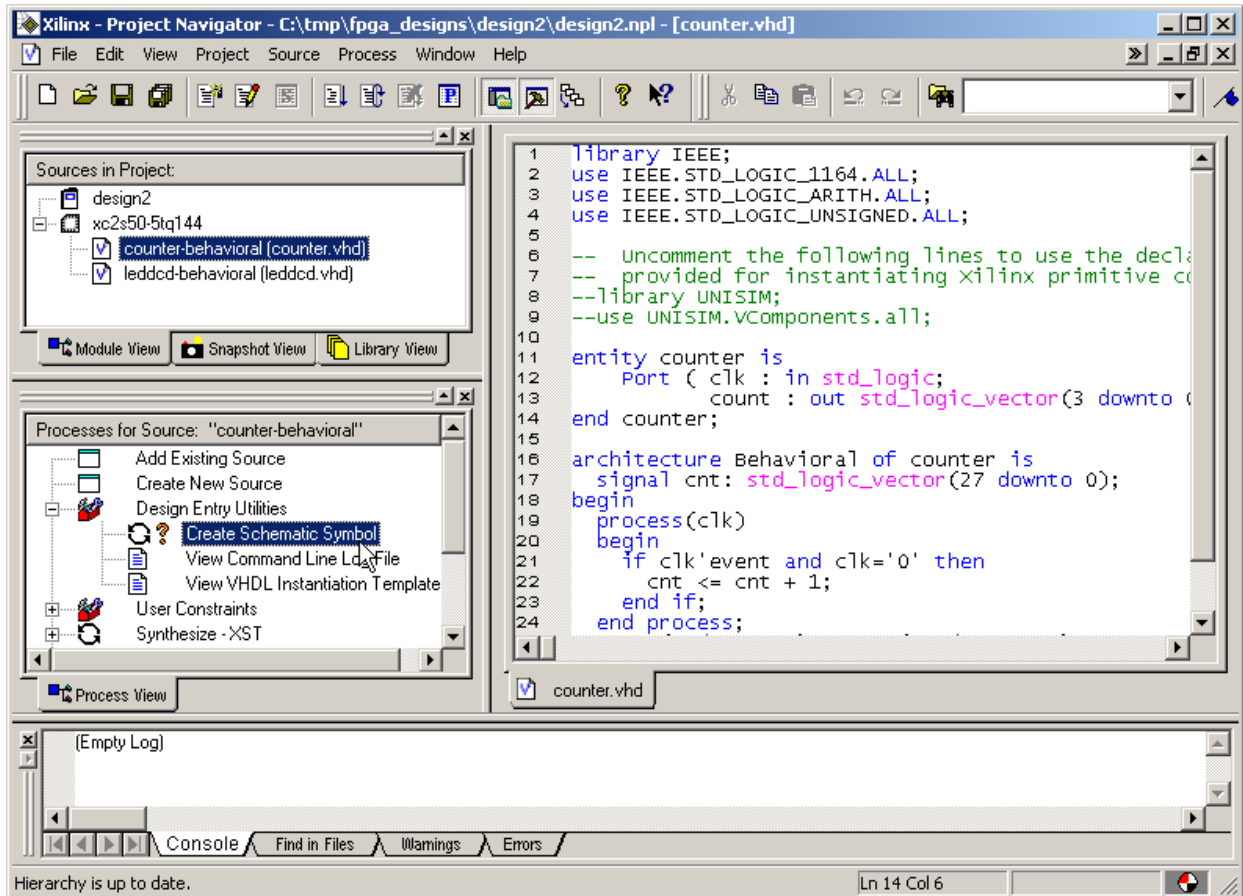 Xilinx - Project Navigator - C:\tmp\fpga_designs\design2\design2.npl - [counter.vhd]
File Edit View Project Source Process Window Help
Sources in Project:
design2
xc2s50-5tq144
counter-behavioral (counter.vhd)
leddcd-behavioral (leddcd.vhd)
Module View Snapshot View Library View
Processes for Source: "counter-behavioral"
Add Existing Source
Create New Source
Design Entry Utilities
Create Schematic Symbol
View Command Line Log File
View VHDL Instantiation Template
User Constraints
Synthesize - XST
Process View
1 library IEEE;
2 use IEEE.STD_LOGIC_1164.ALL;
3 use IEEE.STD_LOGIC_ARITH.ALL;
4 use IEEE.STD_LOGIC_UNSIGNED.ALL;
5
6 -- Uncomment the following lines to use the decla
7 -- provided for instantiating Xilinx primitive co
8 --library UNISIM;
9 --use UNISIM.VComponents.all;
10
11 entity counter is
12 Port ( clk : in std_logic;
13 count : out std_logic_vector(3 downto 0
14 end counter;
15
16 architecture Behavioral of counter is
17 signal cnt: std_logic_vector(27 downto 0);
18 begin
19 process(clk)
20 begin
21 if clk'event and clk='0' then
22 cnt <= cnt + 1;
23 end if;
24 end process;
counter.vhd
(Empty Log)
Console Find in Files Warnings Errors
Hierarchy is up to date. Ln 14 Col 6